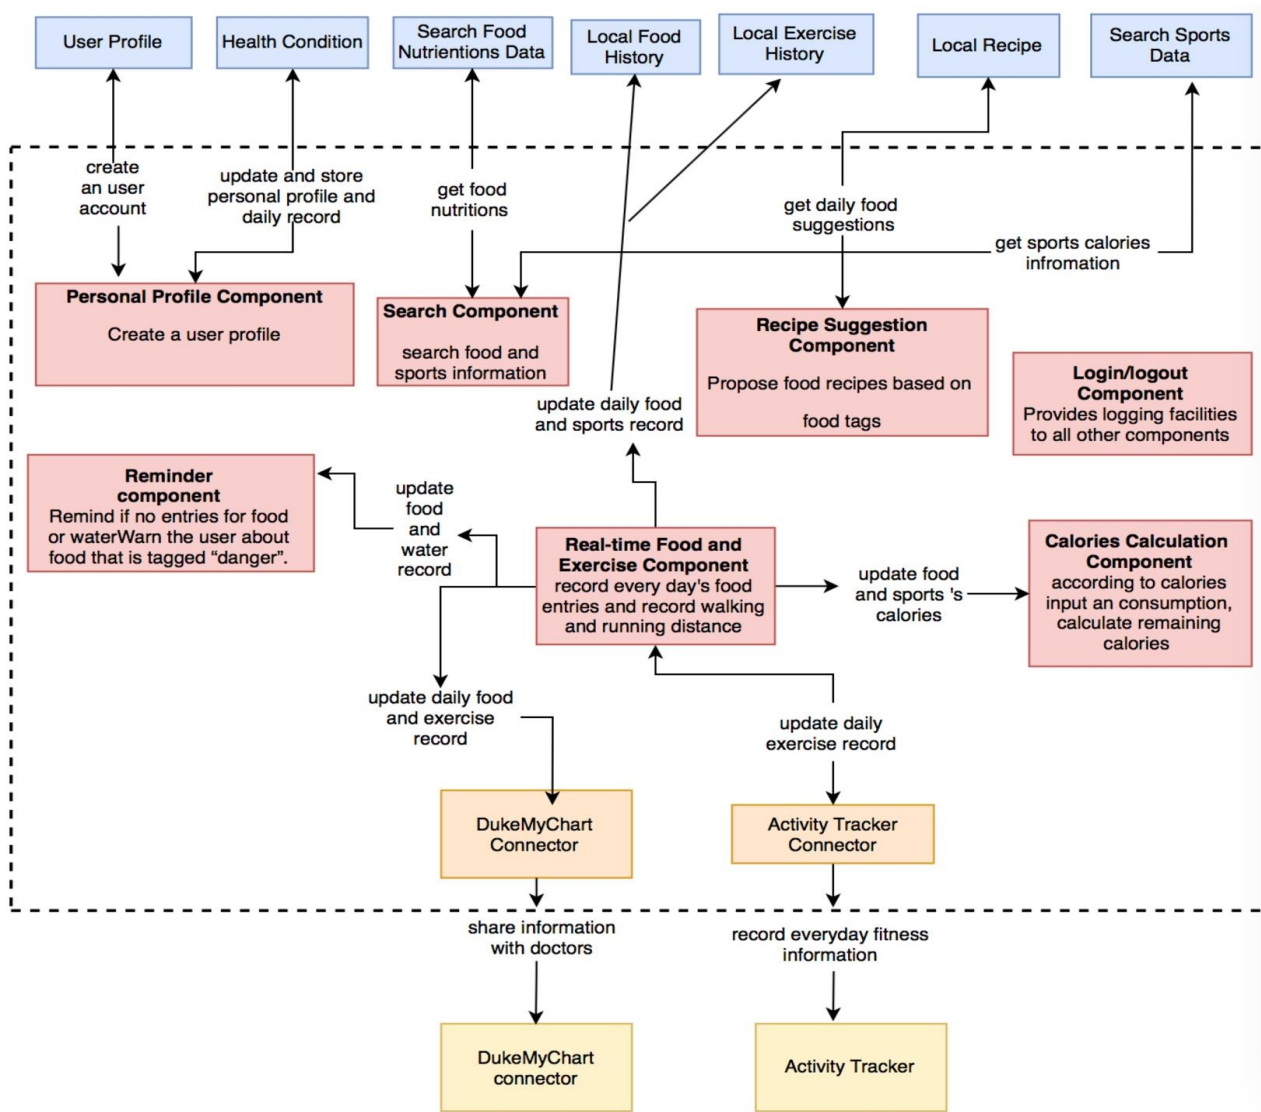 User Profile
Health Condition
Search Food
Nutrientions Data
Local Food
History
Local Exercise
History
Local Recipe
Search Sports
Data
create
an user
account
update and store
personal profile and
daily record
get food
nutritions
get daily food
suggestions
get sports calories
infromation
Personal Profile Component
Create a user profile
Search Component
search food and
sports information
Recipe Suggestion
Component
Propose food recipes based on
food tags
Login/logout
Component
Provides logging facilities
to all other components
update daily food
and sports record
Reminder
component
Remind if no entries for food
or waterWarn the user about
food that is tagged “danger”.
update
food
and
water
record
Real-time Food and
Exercise Component
record every day's food
entries and record walking
and running distance
update food
and sports 's
calories
Calories Calculation
Component
according to calories
input an consumption,
calculate remaining
calories
update daily food
and exercise
record
update daily
exercise record
DukeMyChart
Connector
Activity Tracker
Connector
share information
with doctors
record everyday fitness
information
DukeMyChart
connector
Activity Tracker